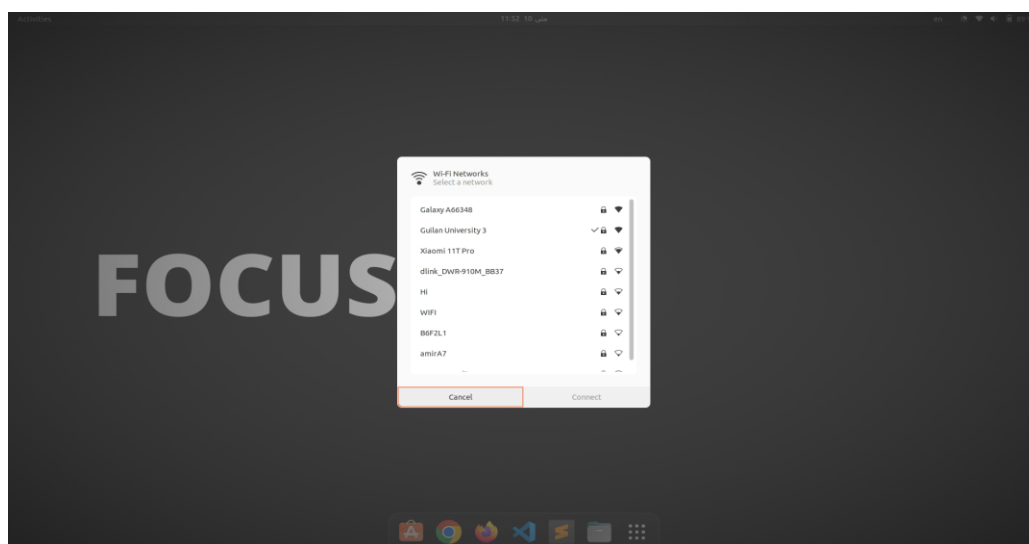 Activities
11:52 10 مئی
en
Wi-Fi Networks
Select a network
Galaxy A66348
Guilan University 3
Xiaomi 11T Pro
dlink_DWR-910M_BB37
Hi
WIFI
B6F2L1
amirA7
FOCUS
Cancel
Connect